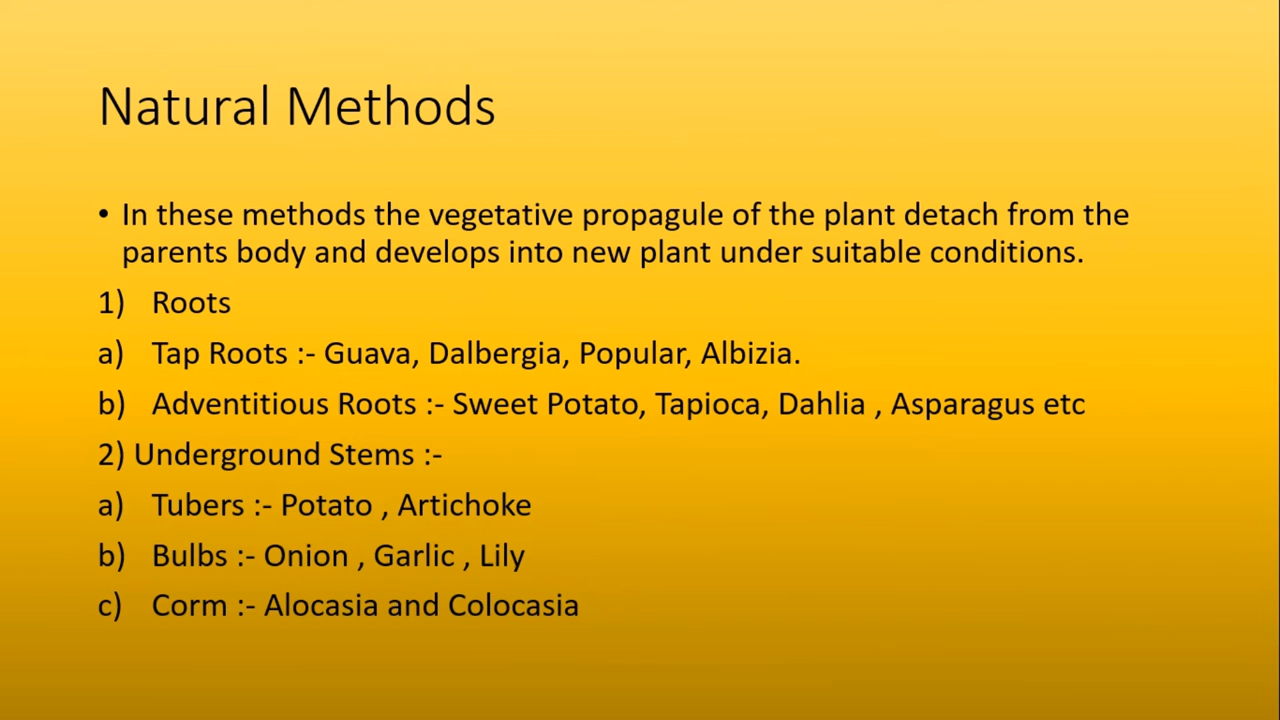 Natural Methods
• In these methods the vegetative propagule of the plant detach from the
parents body and develops into new plant under suitable conditions.
1) Roots
a) Tap Roots :- Guava, Dalbergia, Popular, Albizia.
b) Adventitious Roots :- Sweet Potato, Tapioca, Dahlia , Asparagus etc
2) Underground Stems :-
a) Tubers :- Potato , Artichoke
b) Bulbs :- Onion , Garlic , Lily
c) Corm :- Alocasia and Colocasia